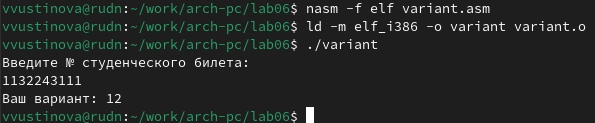 vvustinova@rudn:~/work/arch-pc/lab06$ nasm -f elf variant.asm
vvustinova@rudn:~/work/arch-pc/lab06$ ld -m elf_i386 -o variant variant.o
vvustinova@rudn:~/work/arch-pc/lab06$ ./variant
Введите № студенческого билета:
1132243111
Ваш вариант: 12
vvustinova@rudn:~/work/arch-pc/lab06$